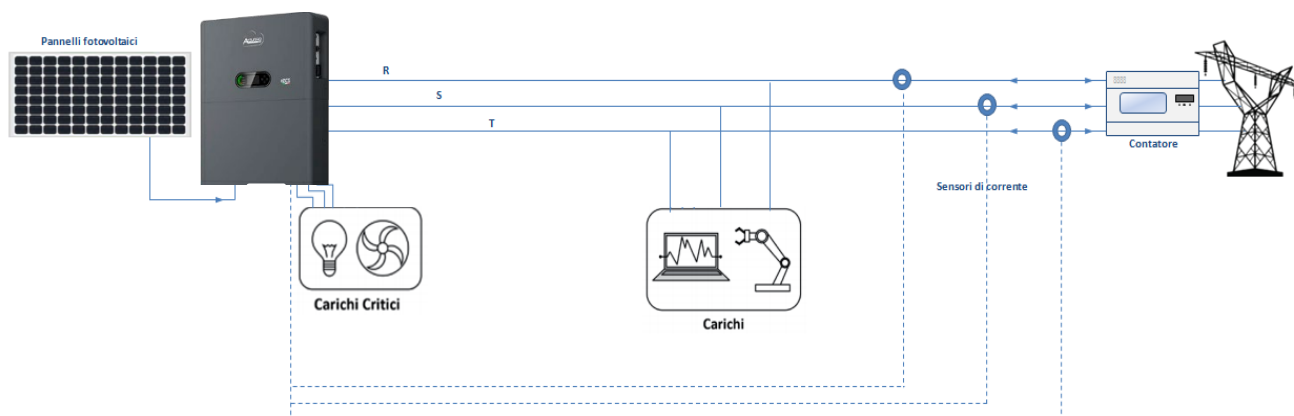 Pannelli fotovoltaici
R
S
T
Contatore
Sensori di corrente
Carichi Critici
Carichi